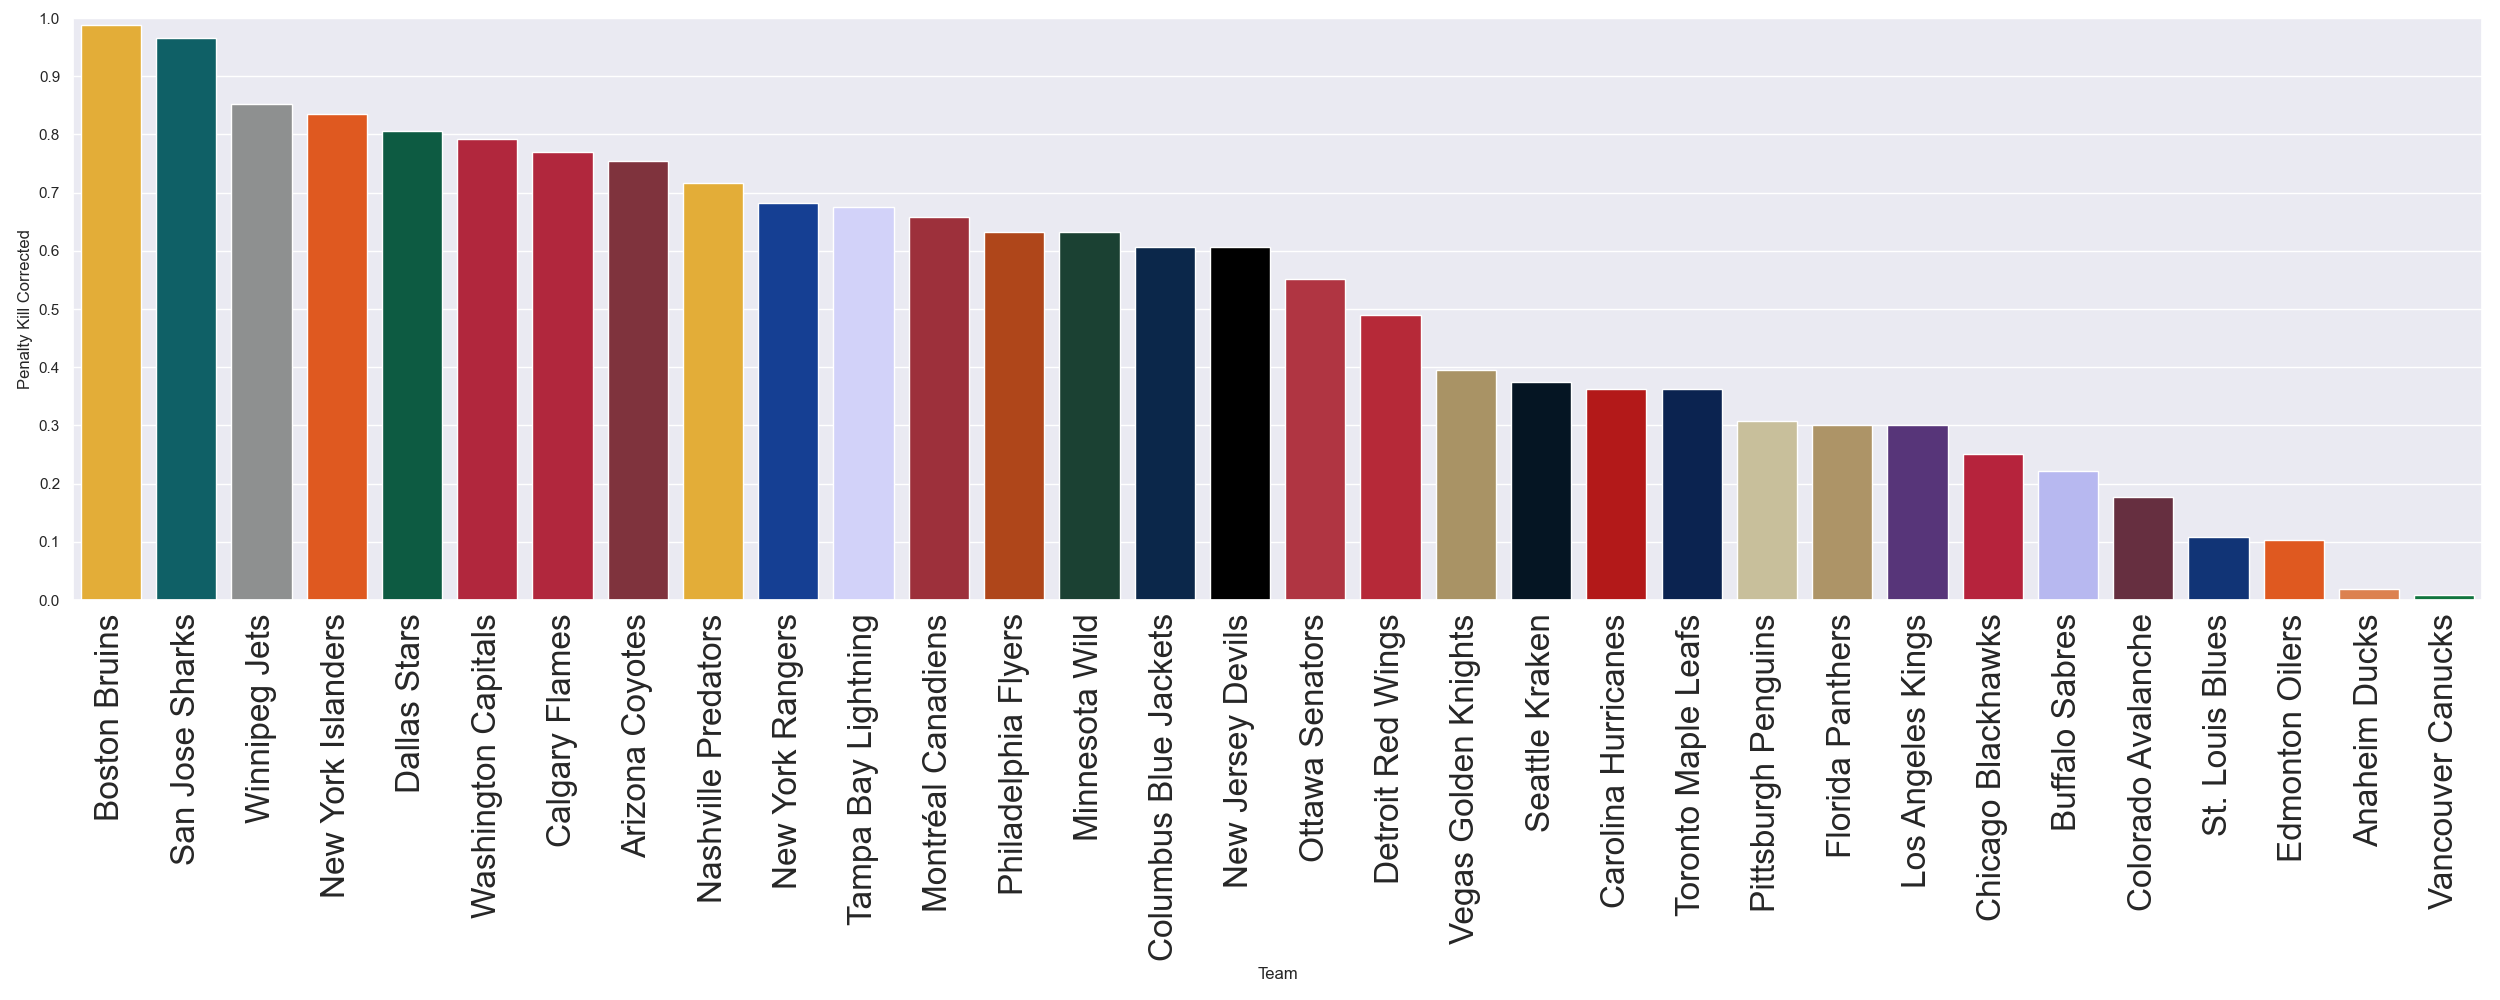 1.0
0.9
0.8
0.7
0.6
0.5
0.4
0.3
0.2
0.1
0.0
Penalty Kill Corrected
Boston Bruins
San Jose Sharks
Winnipeg Jets
New York Islanders
Dallas Stars
Washington Capitals
Calgary Flames
Arizona Coyotes
Nashville Predators
New York Rangers
Tampa Bay Lightning
Montréal Canadiens
Philadelphia Flyers
Minnesota Wild
Columbus Blue Jackets
New Jersey Devils
Ottawa Senators
Detroit Red Wings
Vegas Golden Knights
Seattle Kraken
Carolina Hurricanes
Toronto Maple Leafs
Pittsburgh Penguins
Florida Panthers
Los Angeles Kings
Chicago Blackhawks
Buffalo Sabres
Colorado Avalanche
St. Louis Blues
Edmonton Oilers
Anaheim Ducks
Vancouver Canucks
Team